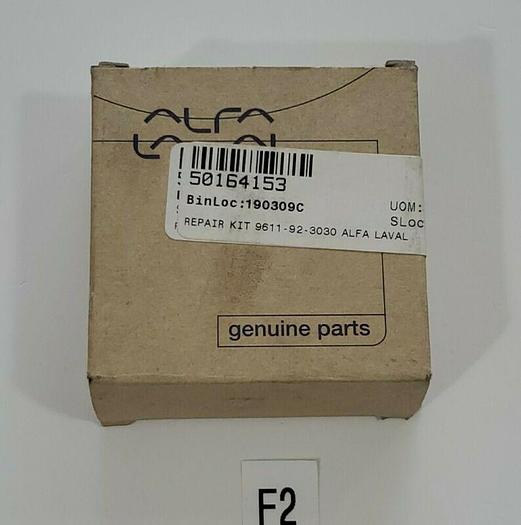 ALFA
LAVAL
50164153
BinLoc:190309C
UOM:
SLoc
REPAIR KIT 9611-92-3030 ALFA LAVAL
genuine parts
F2